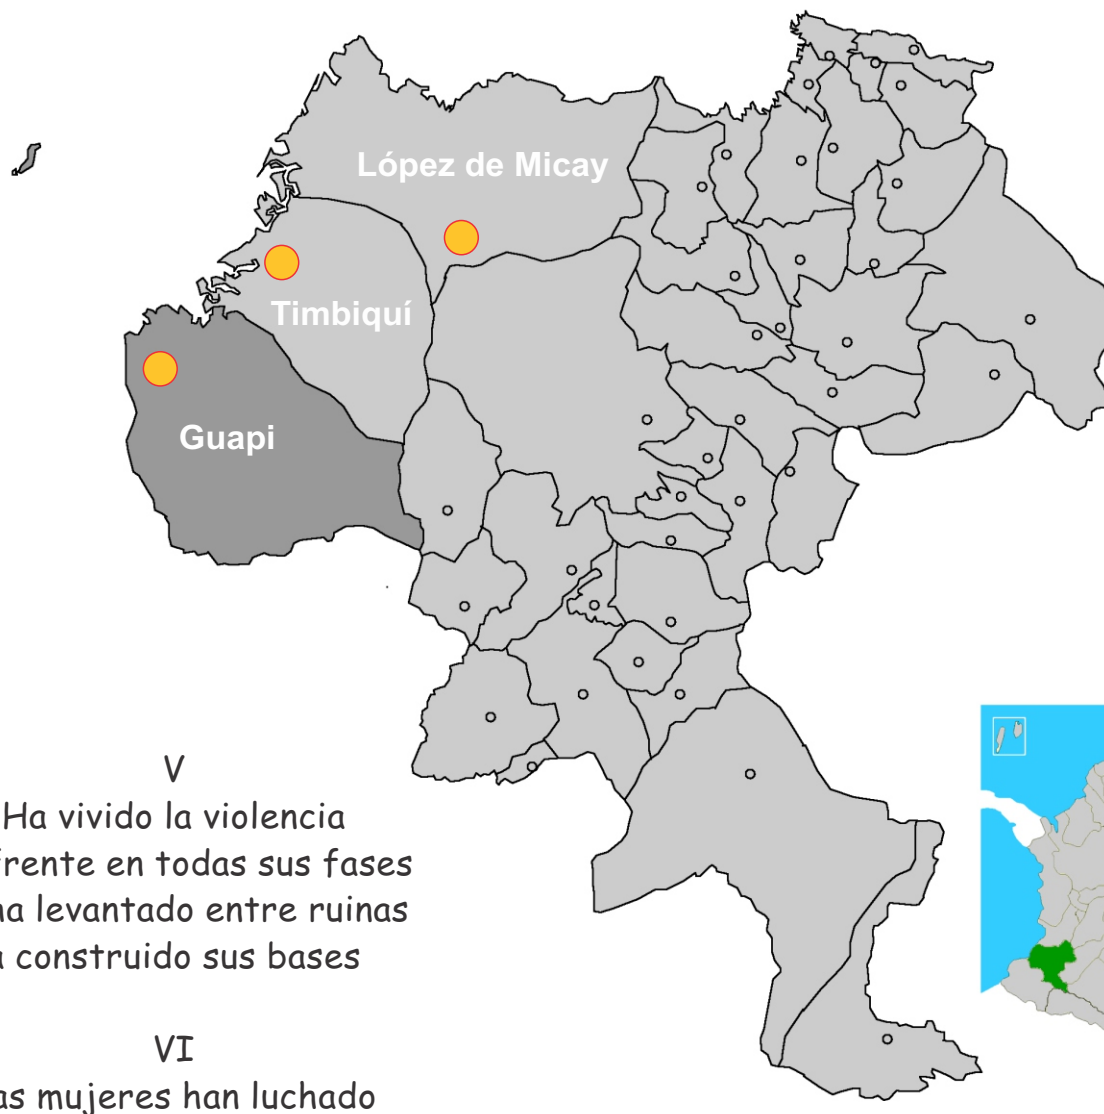 López de Micay
Timbiquí
Guapi
V
Ha vivido la violencia
frente en todas sus fases
levantado entre ruinas
construido sus bases
VI
mujeres han luchado